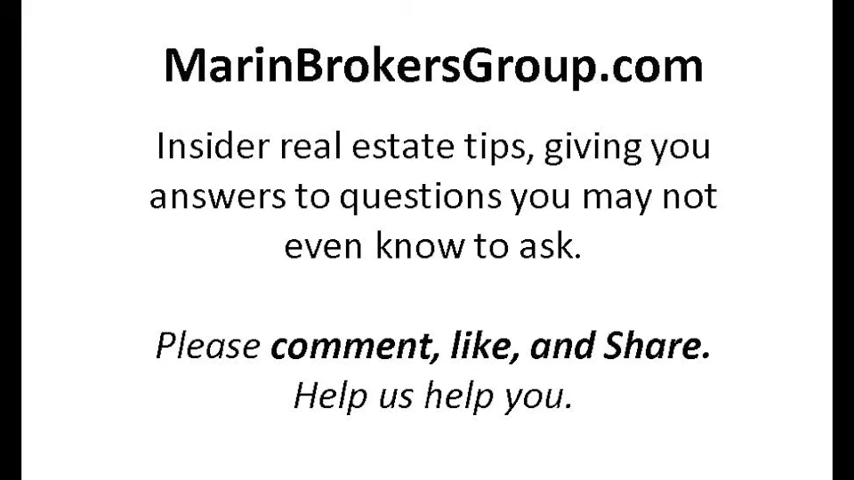 MarinBrokersGroup.com
Insider real estate tips, giving you
answers to questions you may not
even know to ask.
Please comment, like, and Share.
Help us help you.